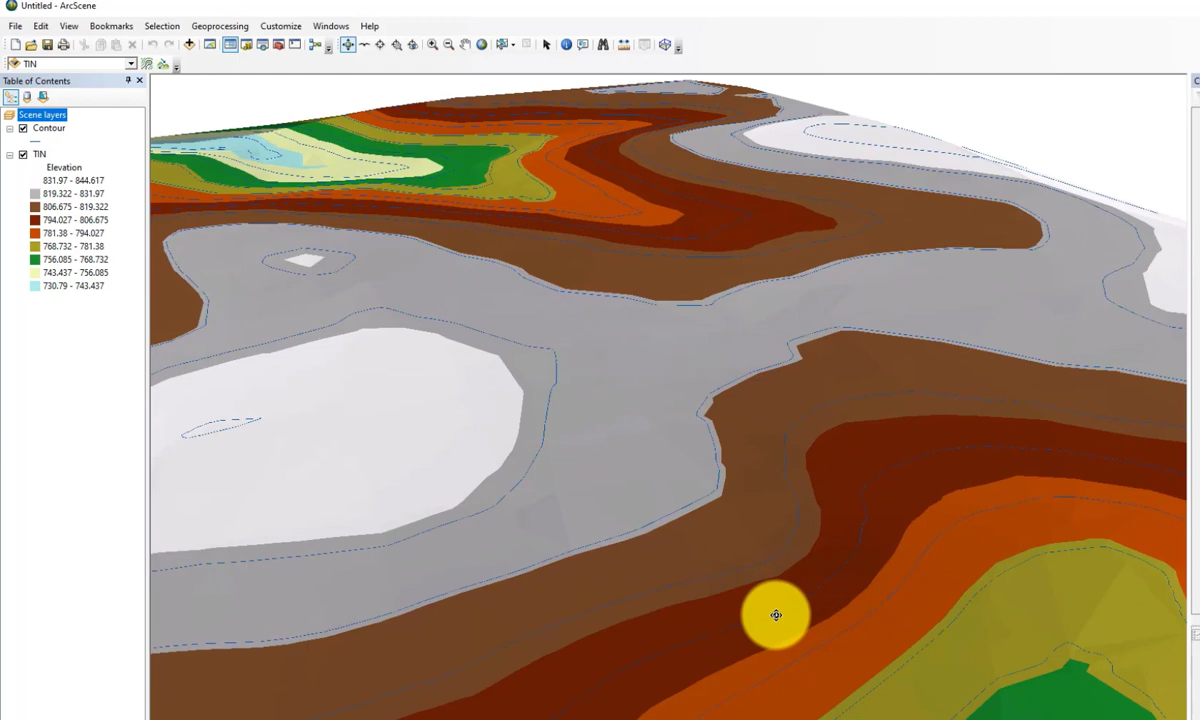 Untitled - ArcScene
File Edit View Bookmarks Selection Geoprocessing Customize Windows Help
TIN
Table of Contents
Scene layers
Contour
TIN
Elevation
831.97 - 844.617
819.322 - 831.97
806.675 - 819.322
794.027 - 806.675
781.38 - 794.027
768.732 - 781.38
756.085 - 768.732
743.437 - 756.085
730.79 - 743.437